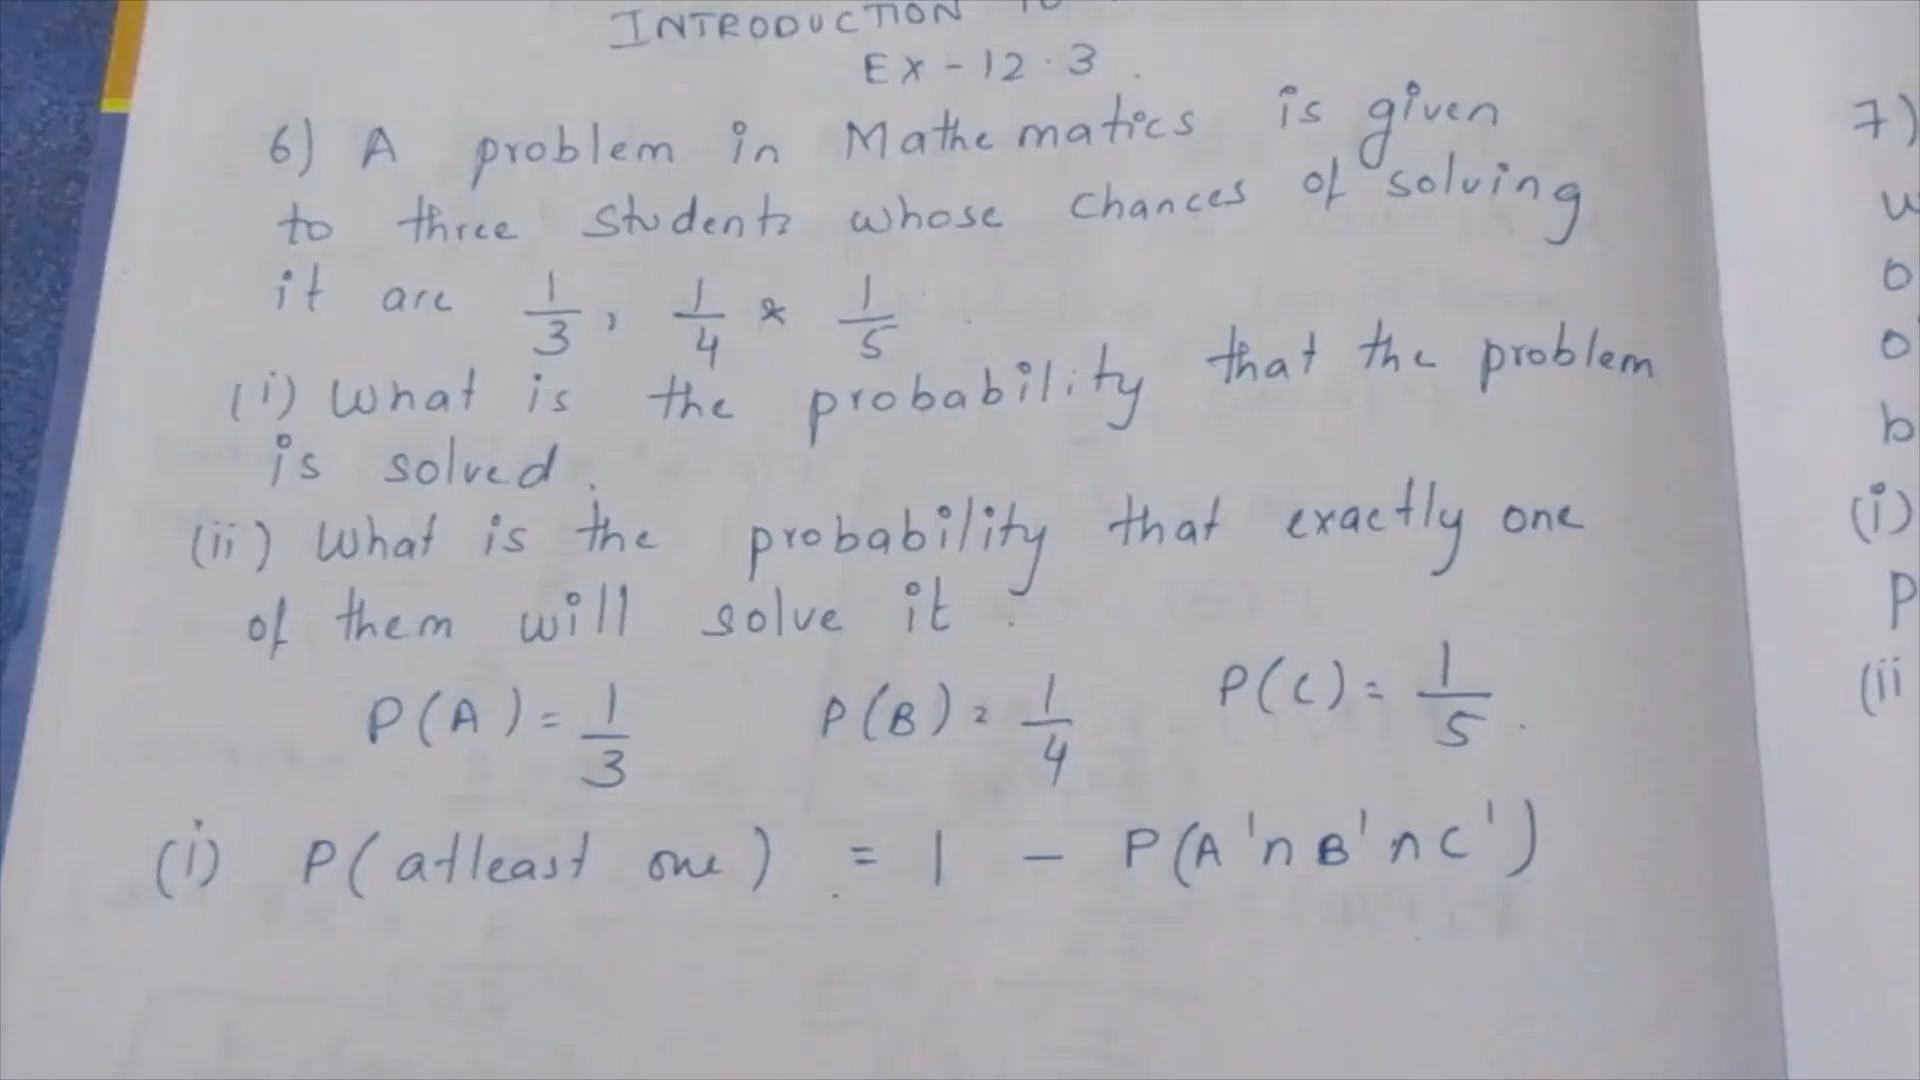 INTRODUCTION
EX - 12.3
6) A problem in Mathematics is given
to three students whose chances of solving
it are 1/3, 1/4 & 1/5
(i) What is the probability that the problem
is solved.
(ii) What is the probability that exactly one
of them will solve it.
P(A) = 1/3 P(B) = 1/4 P(C) = 1/5.
(i) P(atleast one) = 1 - P(A'∩B'∩C')
7)
(i)
P
(ii